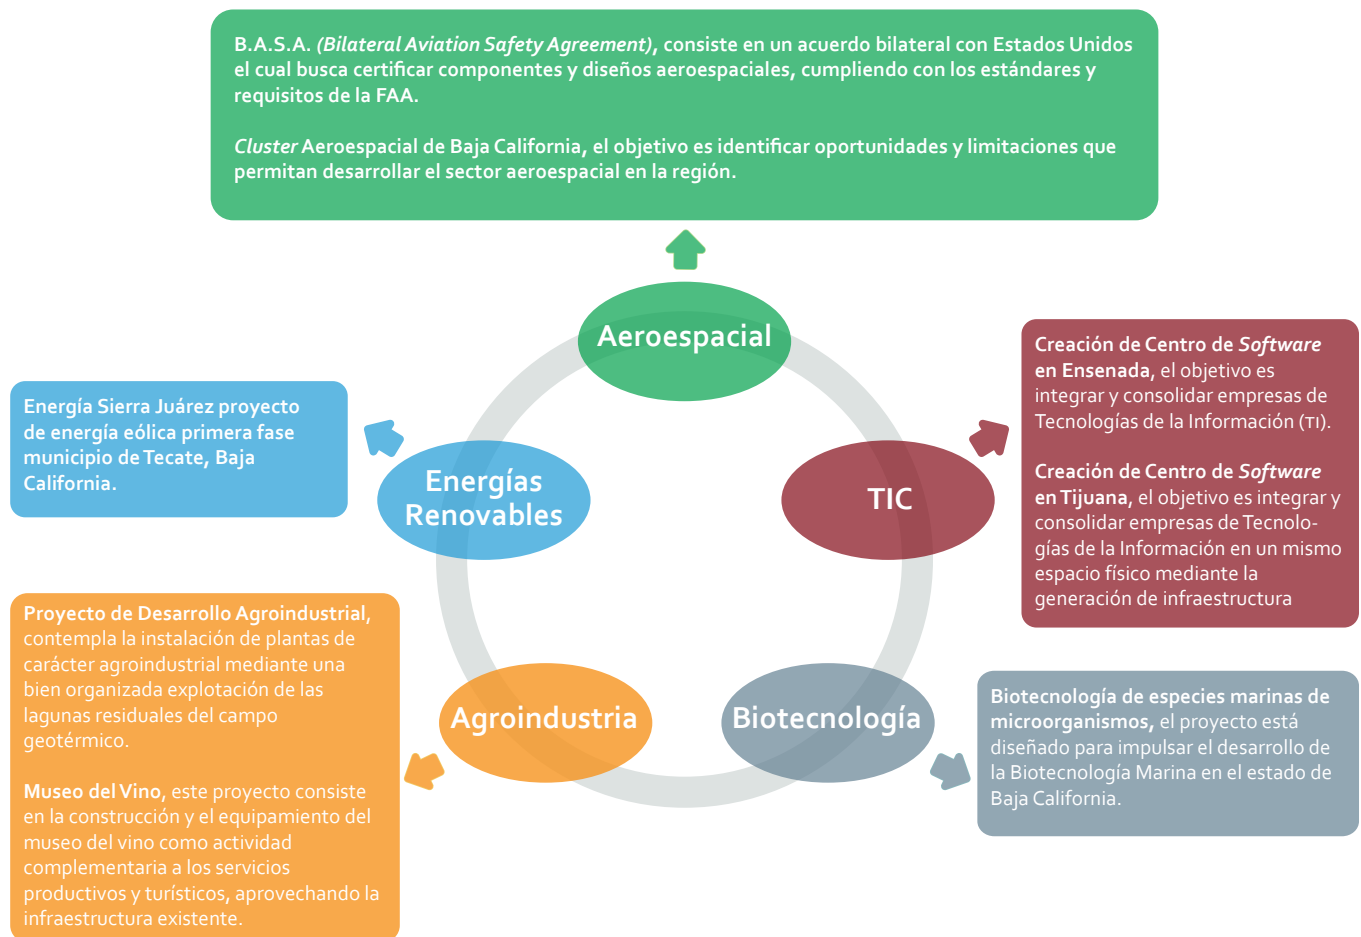 B.A.S.A. (Bilateral Aviation Safety Agreement), consiste en un acuerdo bilateral con Estados Unidos
el cual busca certificar componentes y diseños aeroespaciales, cumpliendo con los estándares y
requisitos de la FAA.
Cluster Aeroespacial de Baja California, el objetivo es identificar oportunidades y limitaciones que
permitan desarrollar el sector aeroespacial en la región.
Aeroespacial
Energía Sierra Juárez proyecto
de energía eólica primera fase
municipio de Tecate, Baja
California.
Energías
Renovables
TIC
Creación de Centro de Software
en Ensenada, el objetivo es
integrar y consolidar empresas de
Tecnologías de la Información (TI).
Creación de Centro de Software
en Tijuana, el objetivo es integrar y
consolidar empresas de Tecnolo-
gías de la Información en un mismo
espacio físico mediante la
generación de infraestructura
Proyecto de Desarrollo Agroindustrial,
contempla la instalación de plantas de
carácter agroindustrial mediante una
bien organizada explotación de las
lagunas residuales del campo
geotérmico.
Museo del Vino, este proyecto consiste
en la construcción y el equipamiento del
museo del vino como actividad
complementaria a los servicios
productivos y turísticos, aprovechando la
infraestructura existente.
Agroindustria
Biotecnología
Biotecnología de especies marinas de
microorganismos, el proyecto está
diseñado para impulsar el desarrollo de
la Biotecnología Marina en el estado de
Baja California.